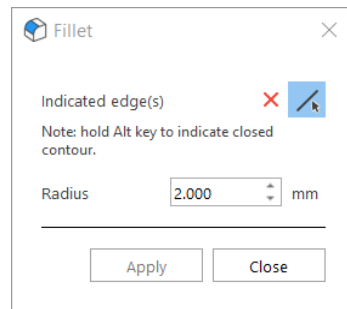 Fillet
Indicated edge(s)
Note: hold Alt key to indicate closed
contour.
Radius 2.000 mm
Apply Close